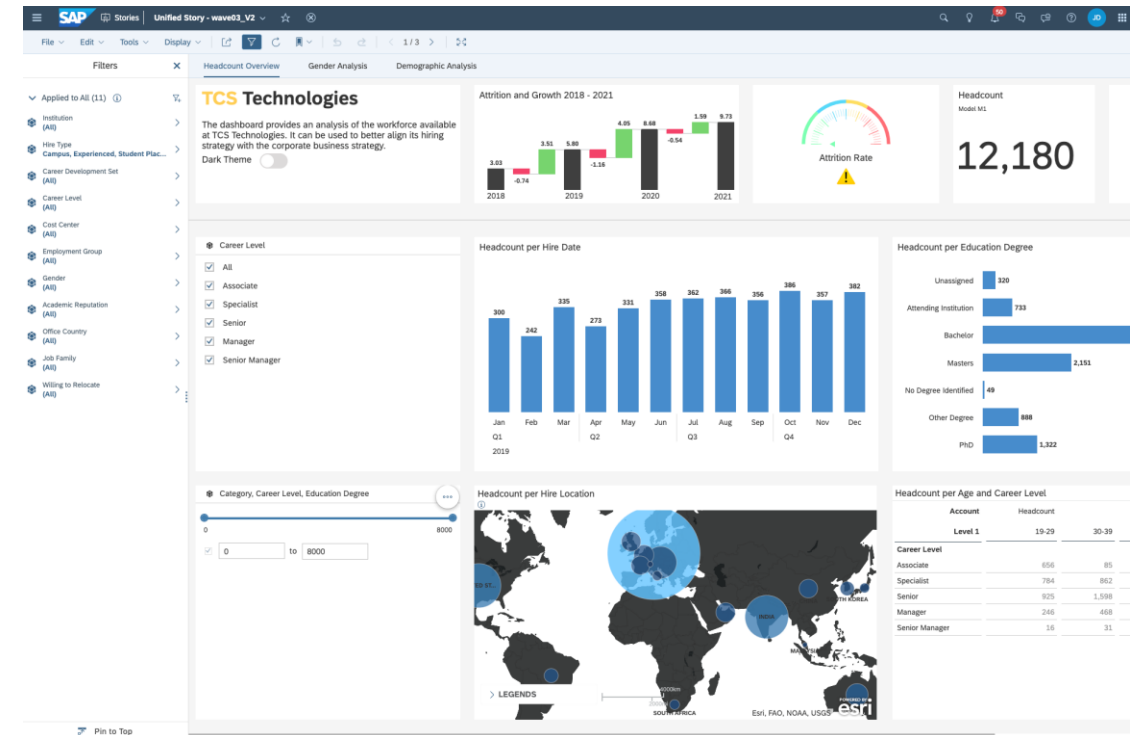 SAP Stories Unified Story - wave03_V2
50
JD
File Edit Tools Display
1/3
Filters
Headcount Overview Gender Analysis Demographic Analysis
Applied to All (11)
Institution
(All)
Hire Type
Campus, Experienced, Student Plac...
Career Development Set
(All)
Career Level
(All)
Cost Center
(All)
Employment Group
(All)
Gender
(All)
Academic Reputation
(All)
Office Country
(All)
Job Family
(All)
Willing to Relocate
(All)
Pin to Top
TCS Technologies
The dashboard provides an analysis of the workforce available
at TCS Technologies. It can be used to better align its hiring
strategy with the corporate business strategy.
Dark Theme
Attrition and Growth 2018 - 2021
3.03 -0.74 3.51 5.80 -1.16 4.05 8.68 -0.54 1.59 9.73
2018 2019 2020 2021
Attrition Rate
Headcount
Model M1
12,180
Career Level
All
Associate
Specialist
Senior
Manager
Senior Manager
Headcount per Hire Date
300 242 335 273 331 358 362 366 356 386 357 382
Jan Feb Mar Apr May Jun Jul Aug Sep Oct Nov Dec
Q1 Q2 Q3 Q4
2019
Headcount per Education Degree
Unassigned 320
Attending Institution 733
Bachelor
Masters 2,151
No Degree Identified 49
Other Degree 888
PhD 1,322
Category, Career Level, Education Degree
0 8000
0 to 8000
Headcount per Hire Location
INDIA
TH KOREA
SOUTH AFRICA
LEGENDS
4000km
POWERED BY
esri
Esri, FAO, NOAA, USGS
Headcount per Age and Career Level
Account Headcount
Level 1 19-29 30-39
Career Level
Associate 656 85
Specialist 784 862
Senior 925 1,598
Manager 246 468
Senior Manager 16 31